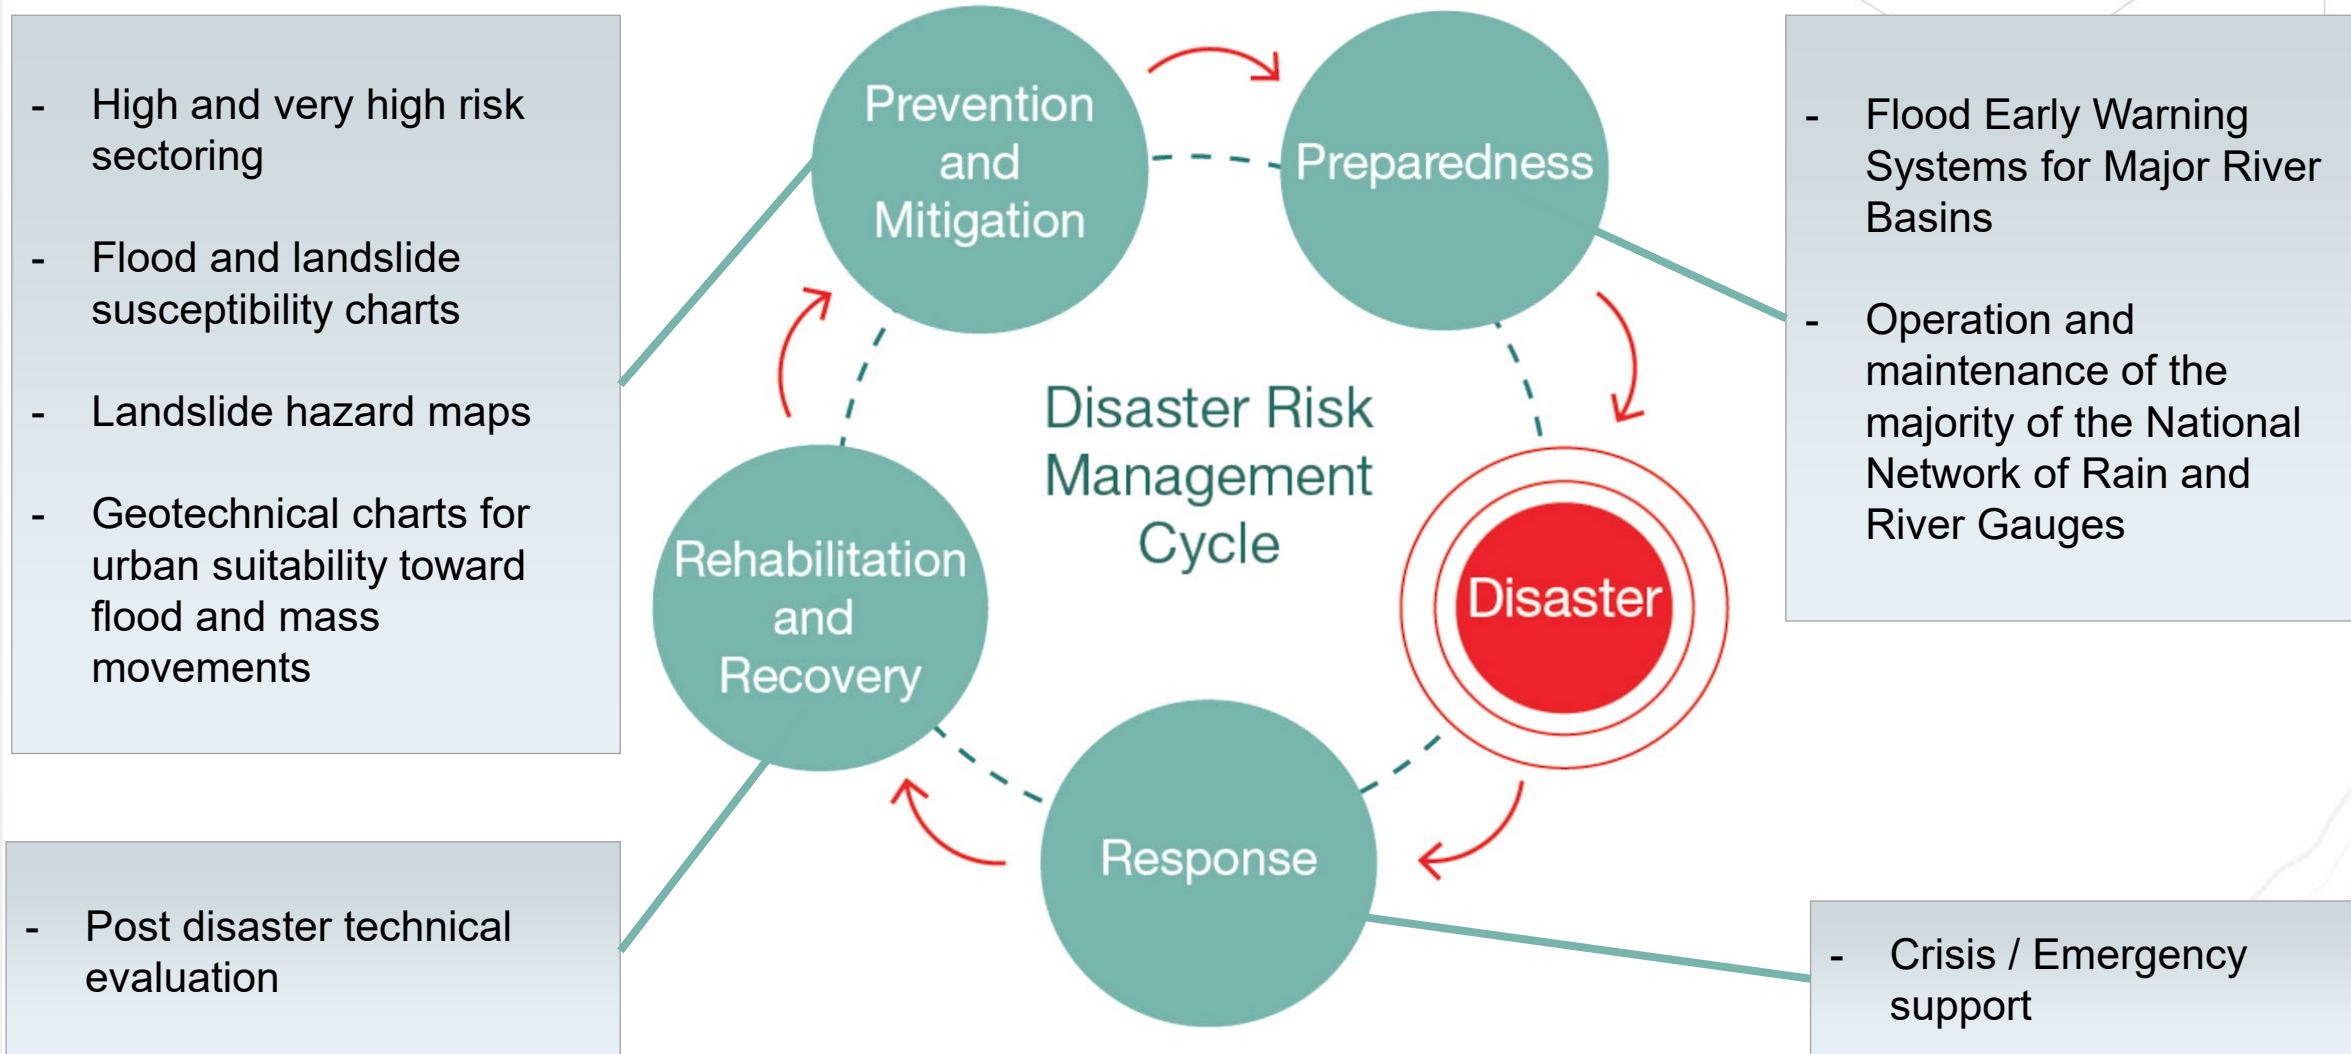 - High and very high risk
sectoring
- Flood and landslide
susceptibility charts
- Landslide hazard maps
- Geotechnical charts for
urban suitability toward
flood and mass
movements
Prevention
and
Mitigation
Preparedness
- Flood Early Warning
Systems for Major River
Basins
- Operation and
maintenance of the
majority of the National
Network of Rain and
River Gauges
Disaster Risk
Management
Cycle
Rehabilitation
and
Recovery
Disaster
Response
- Post disaster technical
evaluation
- Crisis / Emergency
support